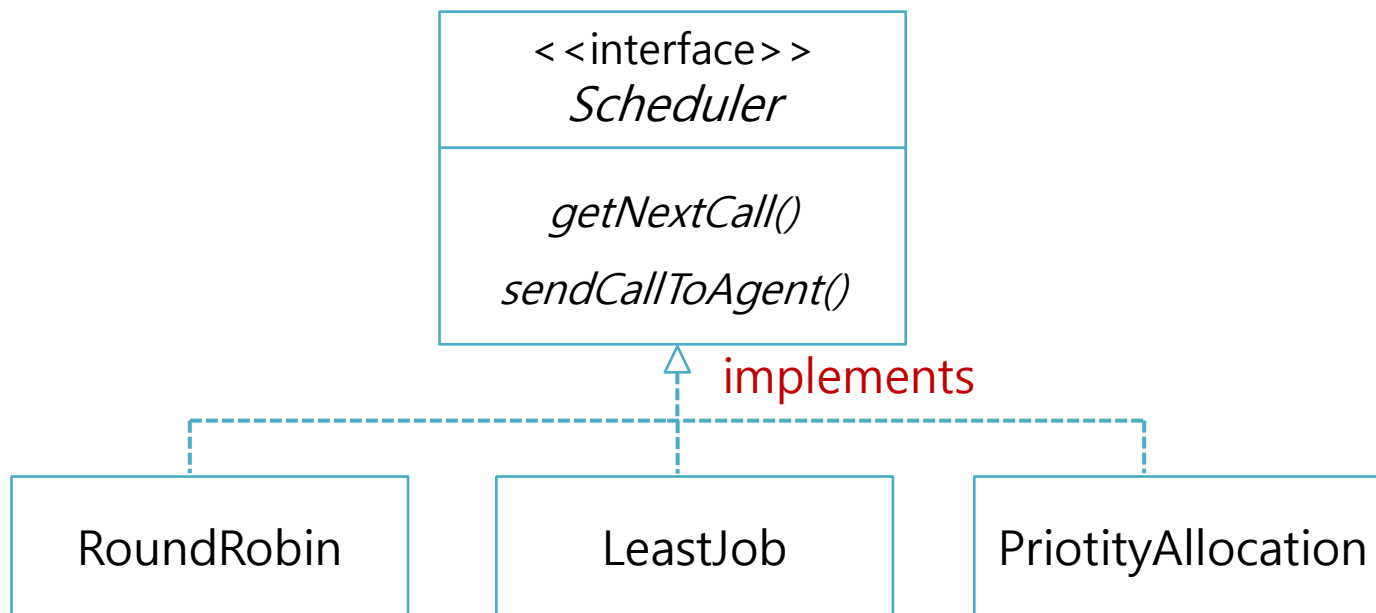 <<interface>>
Scheduler
getNextCall()
sendCallToAgent()
implements
RoundRobin
LeastJob
PriotityAllocation